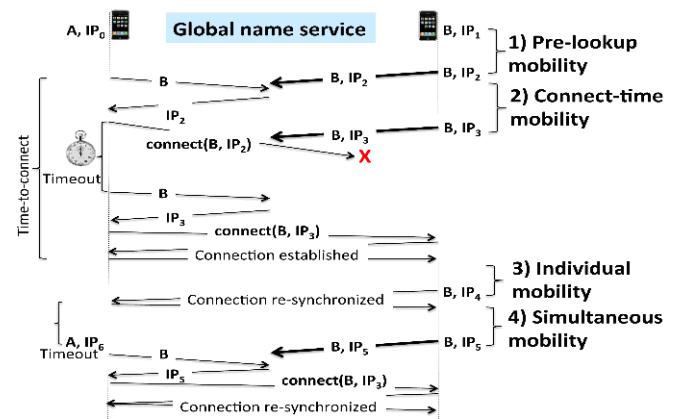 A, IP0
Global name service
B, IP1
1) Pre-lookup
mobility
B
B, IP2
B, IP2
2) Connect-time
mobility
IP2
B, IP3
B, IP3
connect(B, IP2)
X
Timeout
Time-to-connect
B
IP3
connect(B, IP3)
Connection established
3) Individual
mobility
B, IP4
Connection re-synchronized
4) Simultaneous
mobility
A, IP6
Timeout
B
B, IP5
B, IP5
IP5
connect(B, IP3)
Connection re-synchronized